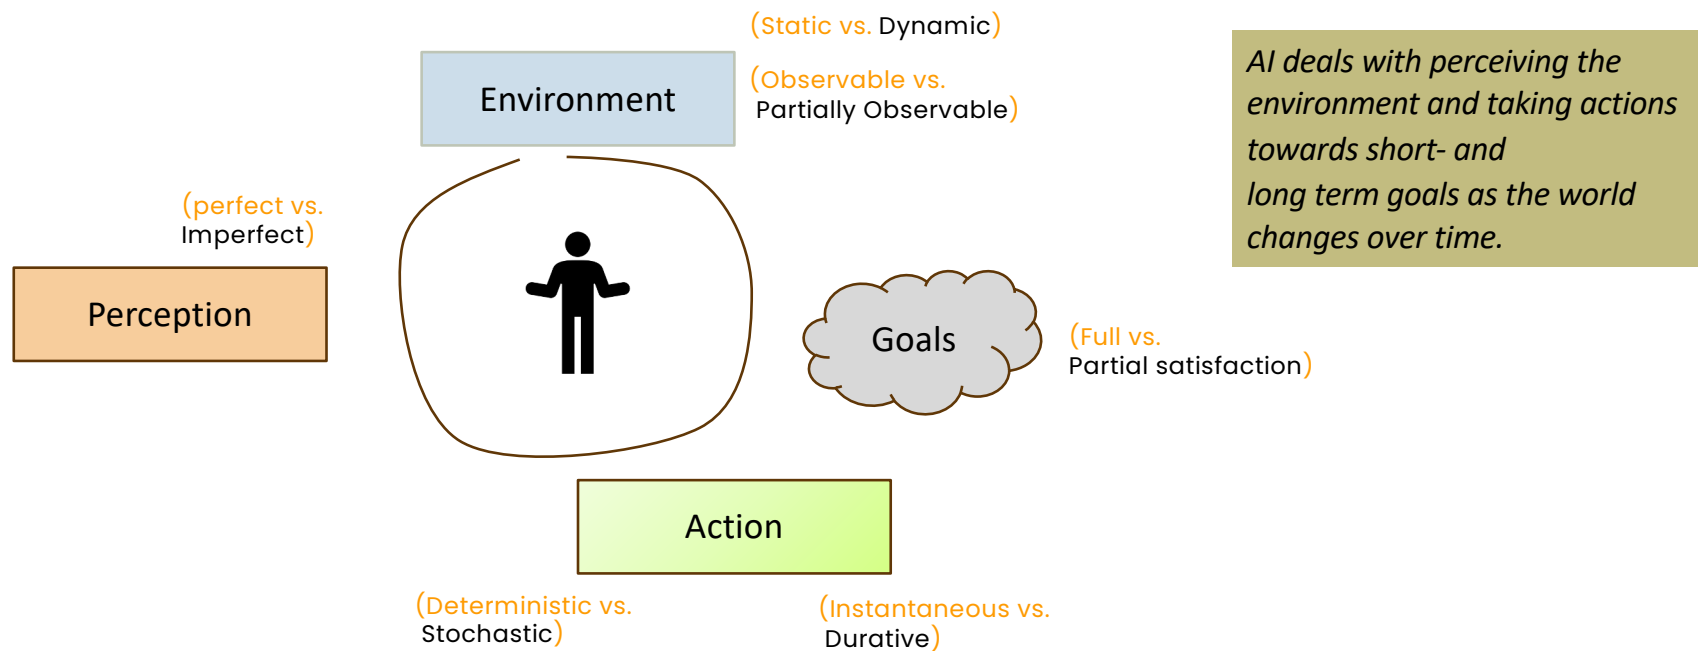 (Static vs. Dynamic)
Environment
(Observable vs.
Partially Observable)
AI deals with perceiving the
environment and taking actions
towards short- and
long term goals as the world
changes over time.
(perfect vs.
Imperfect)
Perception
Goals
(Full vs.
Partial satisfaction)
Action
(Deterministic vs.
Stochastic)
(Instantaneous vs.
Durative)